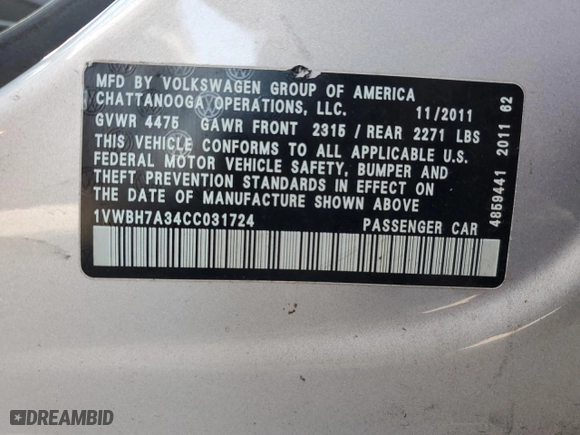 MFD BY VOLKSWAGEN GROUP OF AMERICA
CHATTANOOGA OPERATIONS, LLC. 11/2011
GVWR 4475 GAWR FRONT 2315 / REAR 2271 LBS
THIS VEHICLE CONFORMS TO ALL APPLICABLE U.S.
FEDERAL MOTOR VEHICLE SAFETY, BUMPER AND
THEFT PREVENTION STANDARDS IN EFFECT ON
THE DATE OF MANUFACTURE SHOWN ABOVE
1VWBH7A34CC031724 PASSENGER CAR
4859441 2011 62
DREAMBID